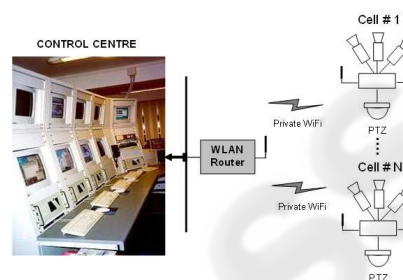 Cell # 1
CONTROL CENTRE
Private WiFi
PTZ
WLAN
Router
Cell # N
Private WiFi
PTZ